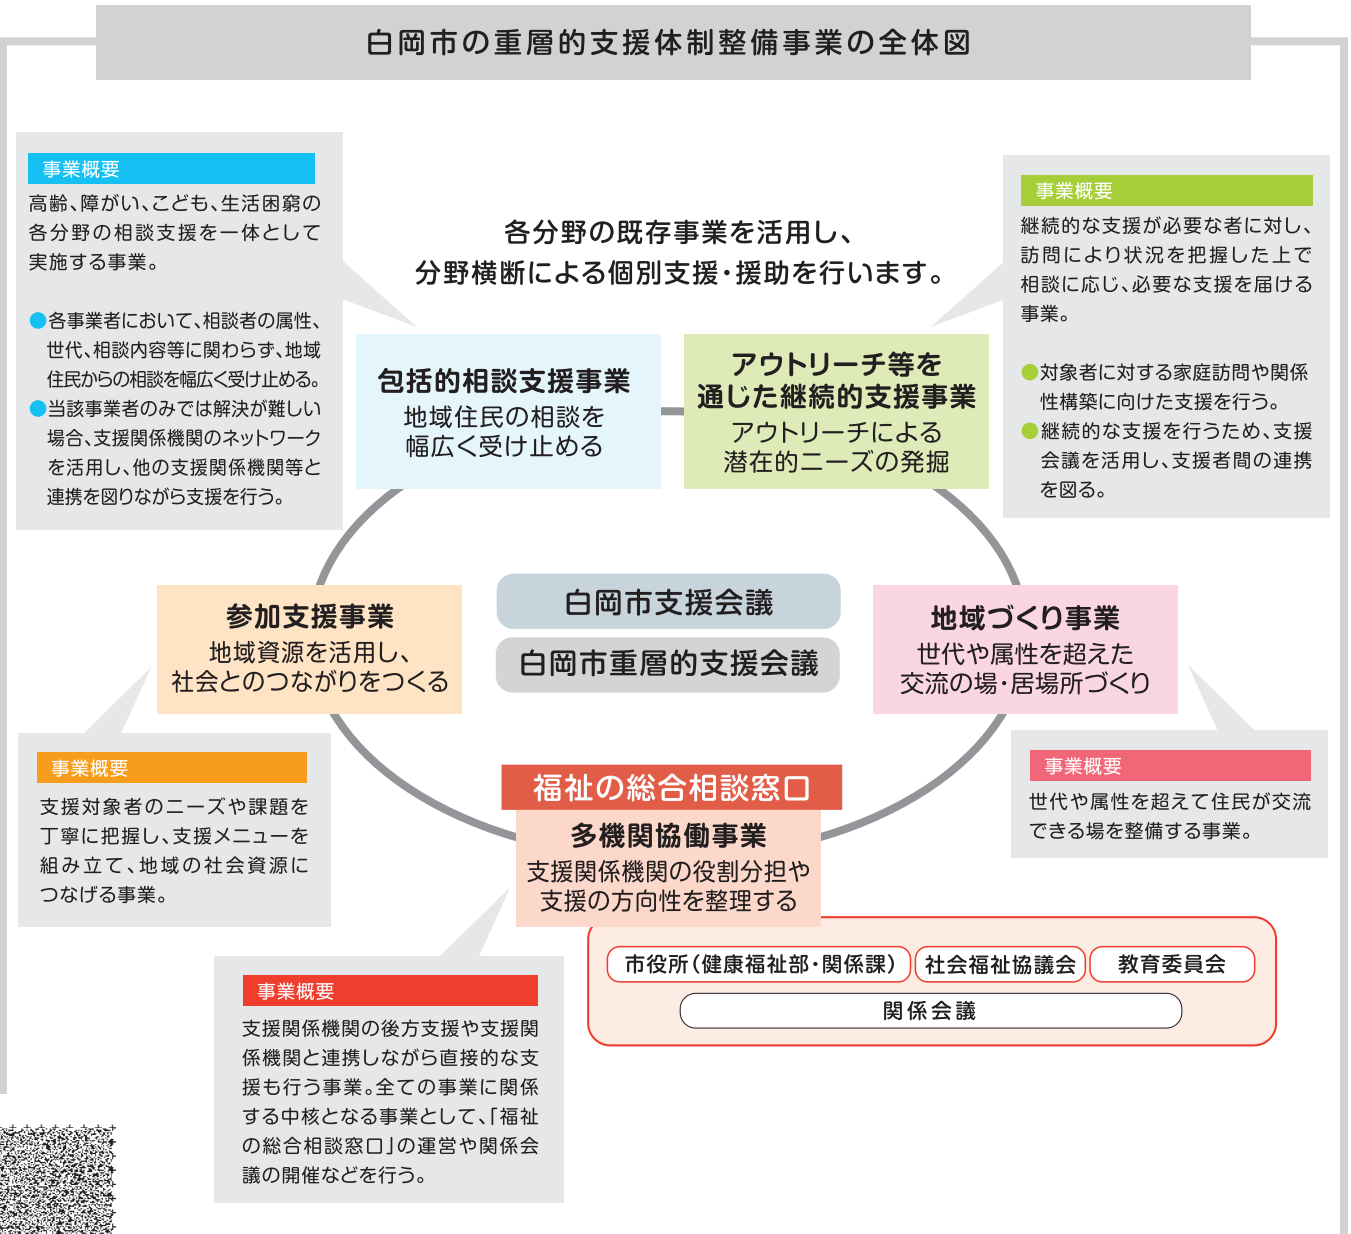 白岡市の重層的支援体制整備事業の全体図
事業概要
高齢、障がい、こども、生活困窮の
各分野の相談支援を一体として
実施する事業。
●各事業者において、相談者の属性、
世代、相談内容等に関わらず、地域
住民からの相談を幅広く受け止める。
●当該事業者のみでは解決が難しい
場合、支援関係機関のネットワーク
を活用し、他の支援関係機関等と
連携を図りながら支援を行う。
各分野の既存事業を活用し、
分野横断による個別支援・援助を行います。
事業概要
継続的な支援が必要な者に対し、
訪問により状況を把握した上で
相談に応じ、必要な支援を届ける
事業。
●対象者に対する家庭訪問や関係
性構築に向けた支援を行う。
●継続的な支援を行うため、支援
会議を活用し、支援者間の連携
を図る。
包括的相談支援事業
地域住民の相談を
幅広く受け止める
アウトリーチ等を
通じた継続的支援事業
アウトリーチによる
潜在的ニーズの発掘
参加支援事業
地域資源を活用し、
社会とのつながりをつくる
白岡市支援会議
白岡市重層的支援会議
地域づくり事業
世代や属性を超えた
交流の場・居場所づくり
事業概要
支援対象者のニーズや課題を
丁寧に把握し、支援メニューを
組み立て、地域の社会資源に
つなげる事業。
福祉の総合相談窓口
多機関協働事業
支援関係機関の役割分担や
支援の方向性を整理する
事業概要
世代や属性を超えて住民が交流
できる場を整備する事業。
市役所（健康福祉部・関係課）
社会福祉協議会
教育委員会
関係会議
事業概要
支援関係機関の後方支援や支援関
係機関と連携しながら直接的な支
援も行う事業。全ての事業に関係
する中核となる事業として、「福祉
の総合相談窓口」の運営や関係会
議の開催などを行う。